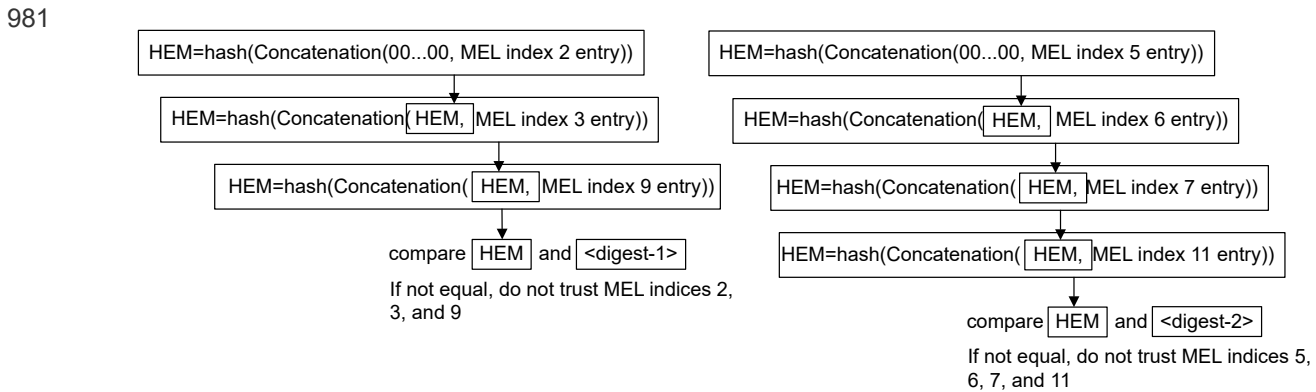 981
HEM=hash(Concatenation(00...00, MEL index 2 entry))
HEM=hash(Concatenation(HEM, MEL index 3 entry))
HEM=hash(Concatenation( HEM, MEL index 9 entry))
compare HEM and <digest-1>
If not equal, do not trust MEL indices 2,
3, and 9
HEM=hash(Concatenation(00...00, MEL index 5 entry))
HEM=hash(Concatenation( HEM, MEL index 6 entry))
HEM=hash(Concatenation( HEM, MEL index 7 entry))
HEM=hash(Concatenation( HEM, MEL index 11 entry))
compare HEM and <digest-2>
If not equal, do not trust MEL indices 5,
6, 7, and 11